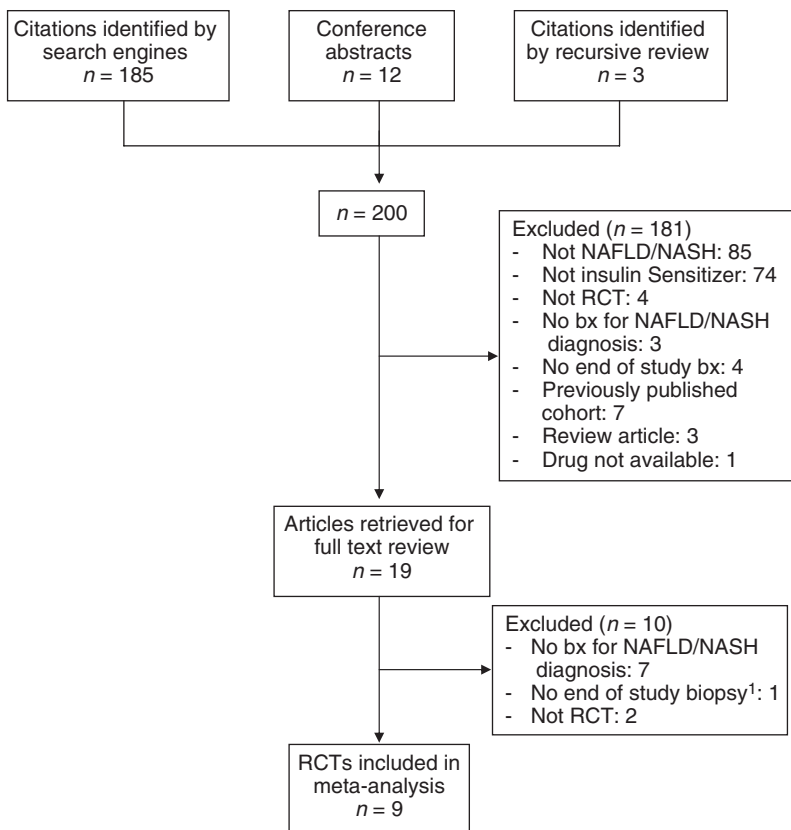 Citations identified by
search engines
n = 185
Conference
abstracts
n = 12
Citations identified
by recursive review
n = 3
n = 200
Excluded (n = 181)
- Not NAFLD/NASH: 85
- Not insulin Sensitizer: 74
- Not RCT: 4
- No bx for NAFLD/NASH
diagnosis: 3
- No end of study bx: 4
- Previously published
cohort: 7
- Review article: 3
- Drug not available: 1
Articles retrieved for
full text review
n = 19
Excluded (n = 10)
- No bx for NAFLD/NASH
diagnosis: 7
- No end of study biopsy¹: 1
- Not RCT: 2
RCTs included in
meta-analysis
n = 9